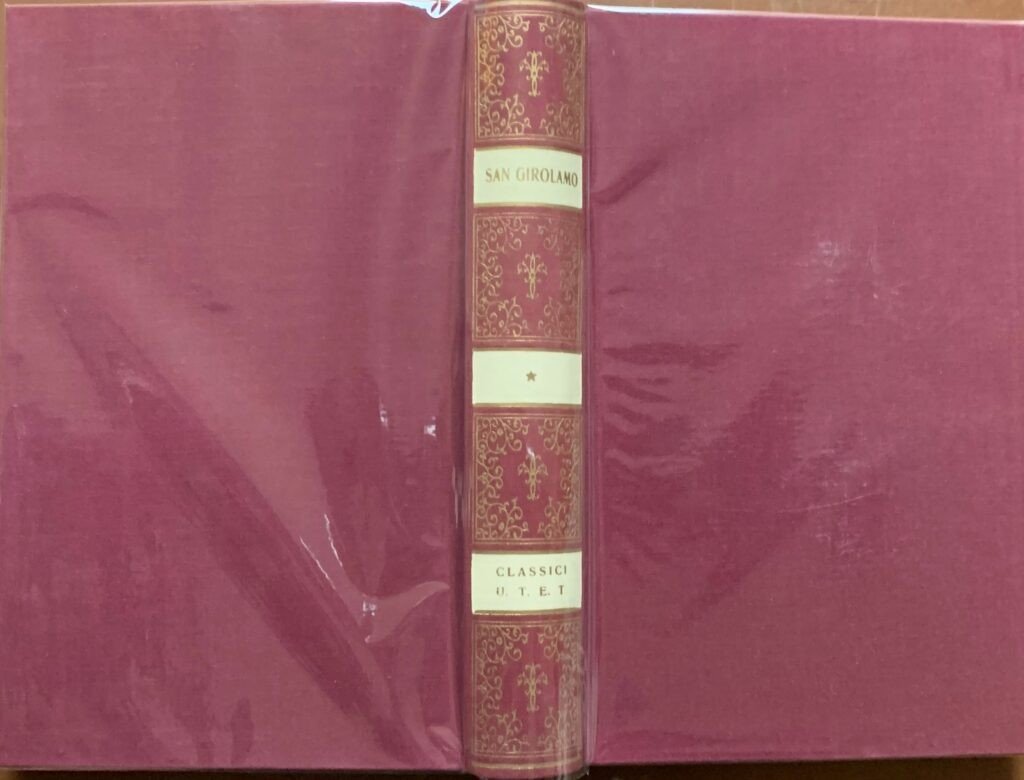 SAN GIROLAMO
CLASSICI
U. T. E. T